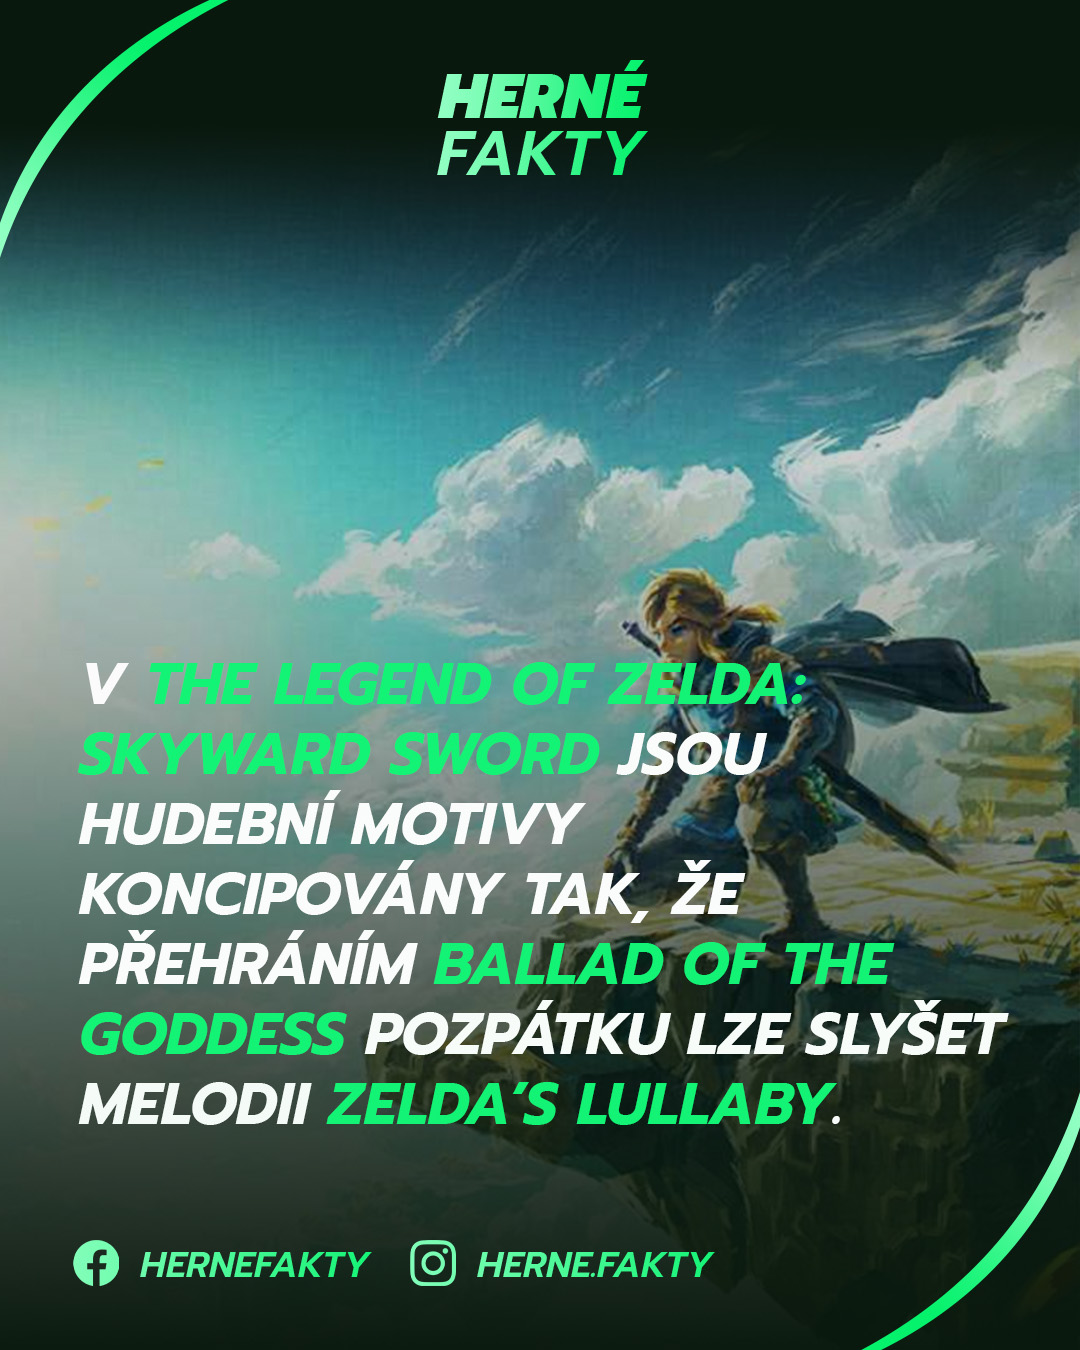 HERNÉ
FAKTY
V THE LEGEND OF ZELDA:
SKYWARD SWORD JSOU
HUDEBNÍ MOTIVY
KONCIPOVÁNY TAK, ŽE
PŘEHRÁNÍM BALLAD OF THE
GODDESS POZPÁTKU LZE SLYŠET
MELODII ZELDA’S LULLABY.
HERNEFAKTY HERNE.FAKTY